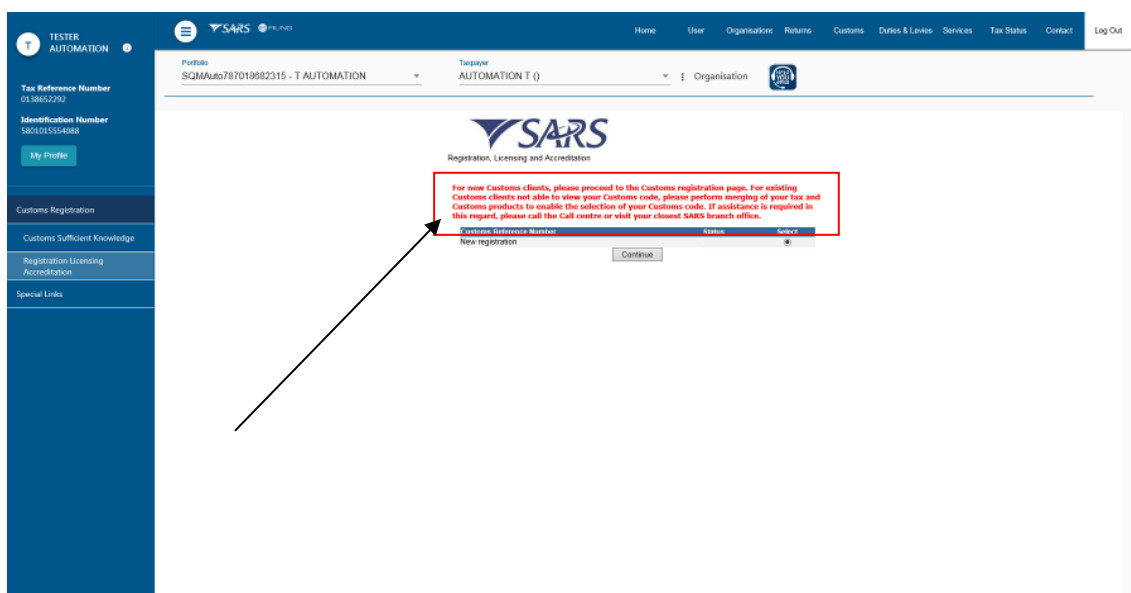 T
TESTER
AUTOMATION
SARS eFILING
Home User Organisations Returns Customs Duties & Levies Services Tax Status Contact Log Out
Portfolio
SQMAuto787018682315 - T AUTOMATION
Taxpayer
AUTOMATION T ()
Organisation
HELP YOU
Tax Reference Number
0138652292
Identification Number
5801015554088
My Profile
Customs Registration
Customs Sufficient Knowledge
Registration Licensing
Accreditation
Special Links
SARS
Registration, Licensing and Accreditation
For new Customs clients, please proceed to the Customs registration page. For existing
Customs clients not able to view your Customs code, please perform merging of your tax and
Customs products to enable the selection of your Customs code. If assistance is required in
this regard, please call the Call centre or visit your closest SARS branch office.
Customs Reference Number Status Select
New registration
Continue